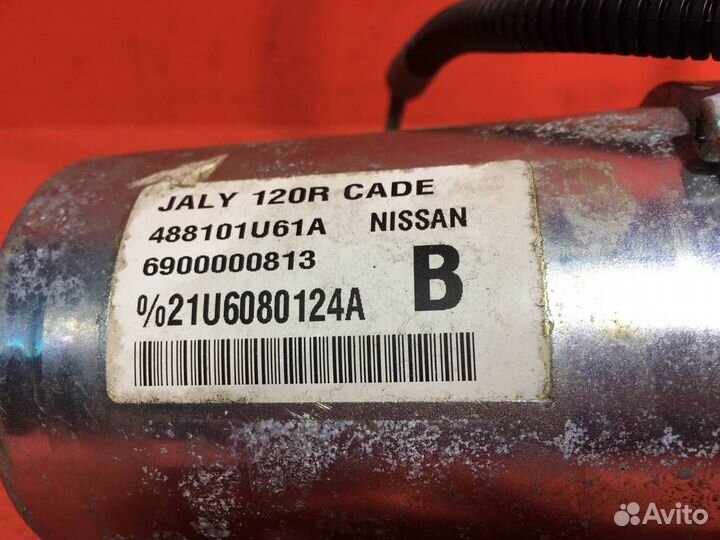 JALY 120R CADE
488101U61A NISSAN
6900000813
B
%21U6080124A
Avito